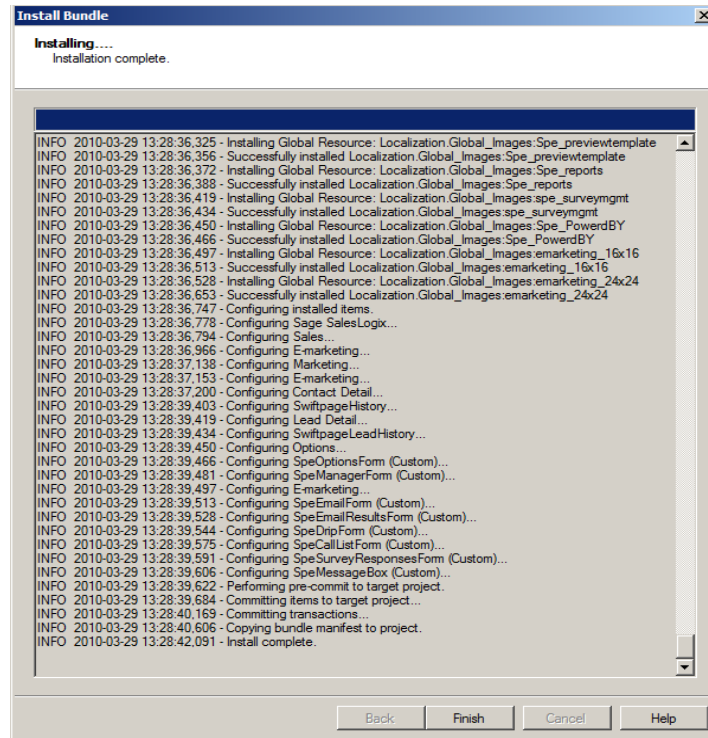 Install Bundle
Installing....
Installation complete.
INFO 2010-03-29 13:28:36,325 - Installing Global Resource: Localization.Global_Images:Spe_previewtemplate
INFO 2010-03-29 13:28:36,356 - Successfully installed Localization.Global_Images:Spe_previewtemplate
INFO 2010-03-29 13:28:36,372 - Installing Global Resource: Localization.Global_Images:Spe_reports
INFO 2010-03-29 13:28:36,388 - Successfully installed Localization.Global_Images:Spe_reports
INFO 2010-03-29 13:28:36,419 - Installing Global Resource: Localization.Global_Images:spe_surveymgmt
INFO 2010-03-29 13:28:36,434 - Successfully installed Localization.Global_Images:spe_surveymgmt
INFO 2010-03-29 13:28:36,450 - Installing Global Resource: Localization.Global_Images:Spe_PowerdBY
INFO 2010-03-29 13:28:36,466 - Successfully installed Localization.Global_Images:Spe_PowerdBY
INFO 2010-03-29 13:28:36,497 - Installing Global Resource: Localization.Global_Images:emarketing_16x16
INFO 2010-03-29 13:28:36,513 - Successfully installed Localization.Global_Images:emarketing_16x16
INFO 2010-03-29 13:28:36,528 - Installing Global Resource: Localization.Global_Images:emarketing_24x24
INFO 2010-03-29 13:28:36,653 - Successfully installed Localization.Global_Images:emarketing_24x24
INFO 2010-03-29 13:28:36,747 - Configuring installed items.
INFO 2010-03-29 13:28:36,778 - Configuring Sage SalesLogix...
INFO 2010-03-29 13:28:36,794 - Configuring Sales...
INFO 2010-03-29 13:28:36,966 - Configuring E-marketing...
INFO 2010-03-29 13:28:37,138 - Configuring Marketing...
INFO 2010-03-29 13:28:37,153 - Configuring E-marketing...
INFO 2010-03-29 13:28:37,200 - Configuring Contact Detail...
INFO 2010-03-29 13:28:39,403 - Configuring SwiftpageHistory...
INFO 2010-03-29 13:28:39,419 - Configuring Lead Detail...
INFO 2010-03-29 13:28:39,434 - Configuring SwiftpageLeadHistory...
INFO 2010-03-29 13:28:39,450 - Configuring Options...
INFO 2010-03-29 13:28:39,466 - Configuring SpeOptionsForm (Custom)...
INFO 2010-03-29 13:28:39,481 - Configuring SpeManagerForm (Custom)...
INFO 2010-03-29 13:28:39,497 - Configuring E-marketing...
INFO 2010-03-29 13:28:39,513 - Configuring SpeEmailForm (Custom)...
INFO 2010-03-29 13:28:39,528 - Configuring SpeEmailResultsForm (Custom)...
INFO 2010-03-29 13:28:39,544 - Configuring SpeDripForm (Custom)...
INFO 2010-03-29 13:28:39,575 - Configuring SpeCallListForm (Custom)...
INFO 2010-03-29 13:28:39,591 - Configuring SpeSurveyResponsesForm (Custom)...
INFO 2010-03-29 13:28:39,606 - Configuring SpeMessageBox (Custom)...
INFO 2010-03-29 13:28:39,622 - Performing pre-commit to target project.
INFO 2010-03-29 13:28:39,684 - Committing items to target project...
INFO 2010-03-29 13:28:40,169 - Committing transactions...
INFO 2010-03-29 13:28:40,606 - Copying bundle manifest to project.
INFO 2010-03-29 13:28:42,091 - Install complete.
Back Finish Cancel Help